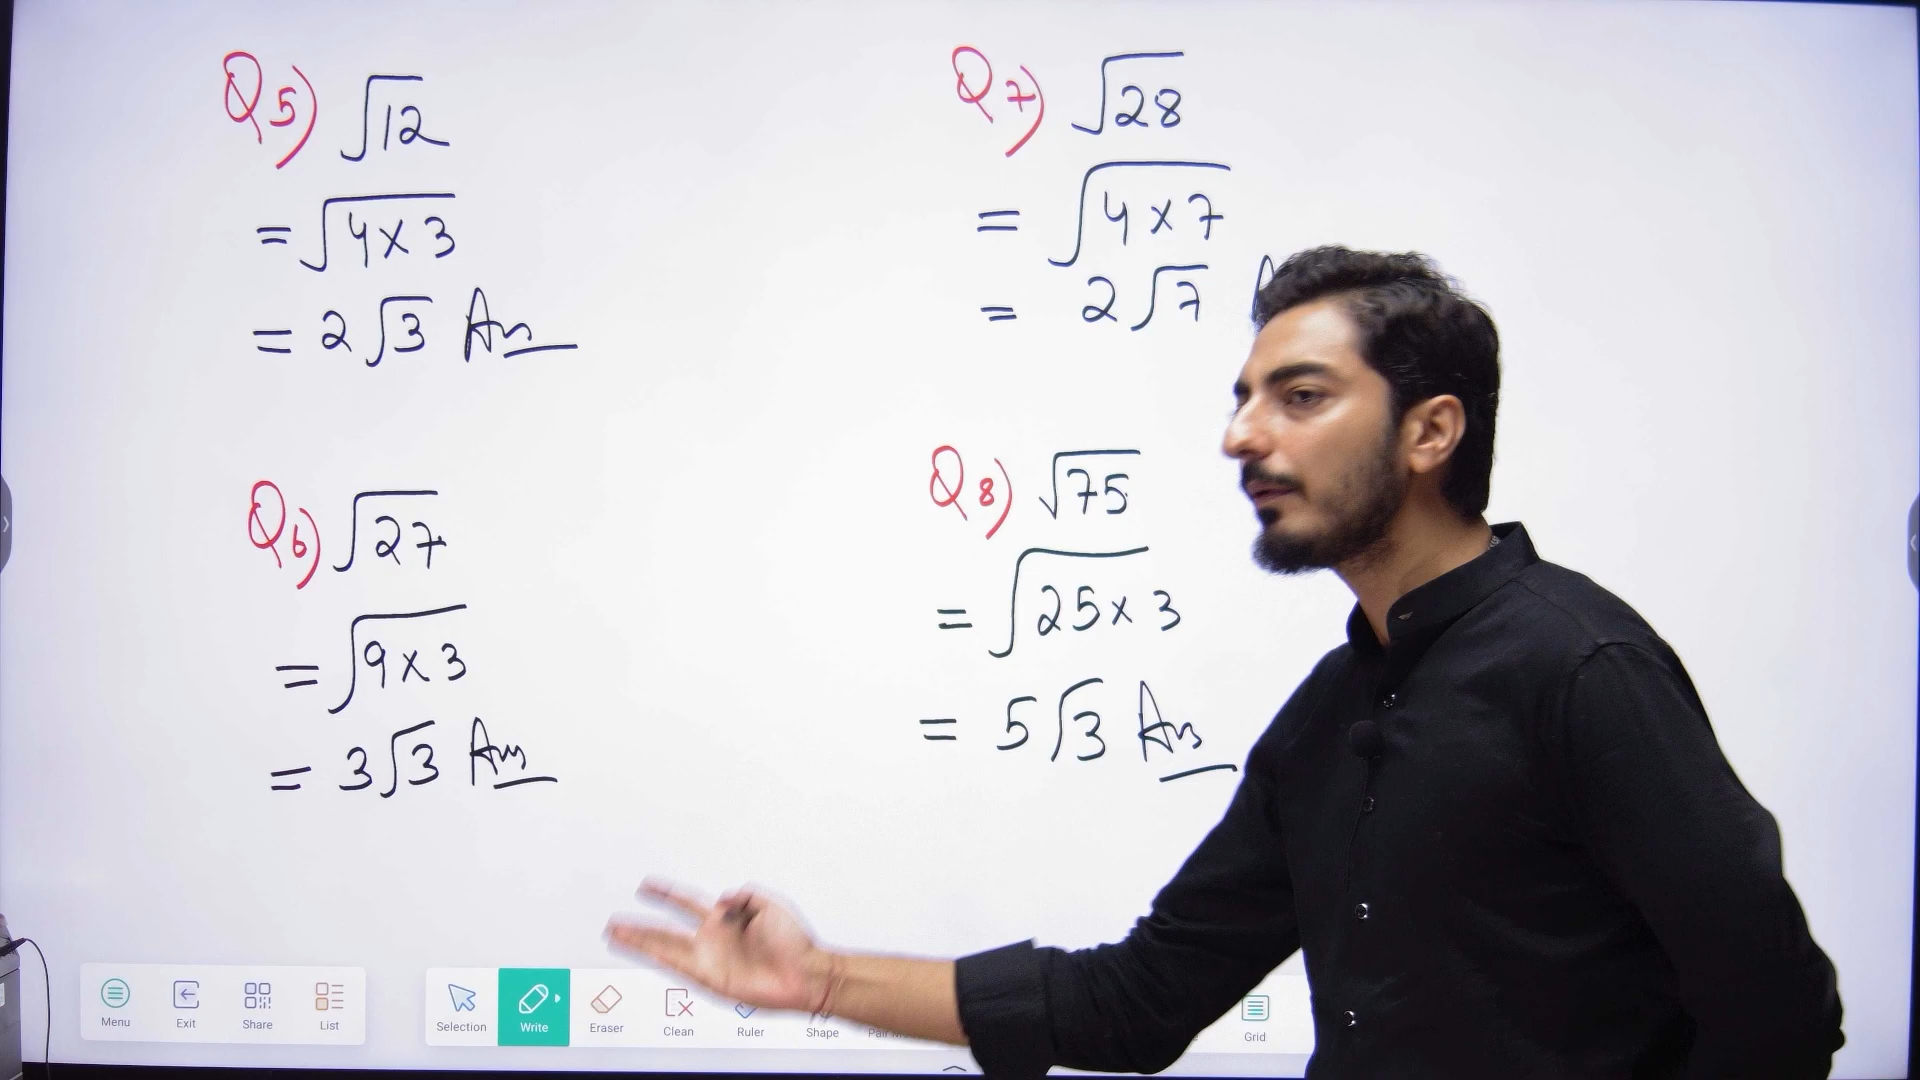 Q5) √12
= √4×3
= 2√3 Ans
Q6) √27
= √9×3
= 3√3 Ans
Q7) √28
= √4×7
= 2√7
Q8) √75
= √25×3
= 5√3 Ans
Menu Exit Share List Selection Write Eraser Clean Ruler Shape Grid